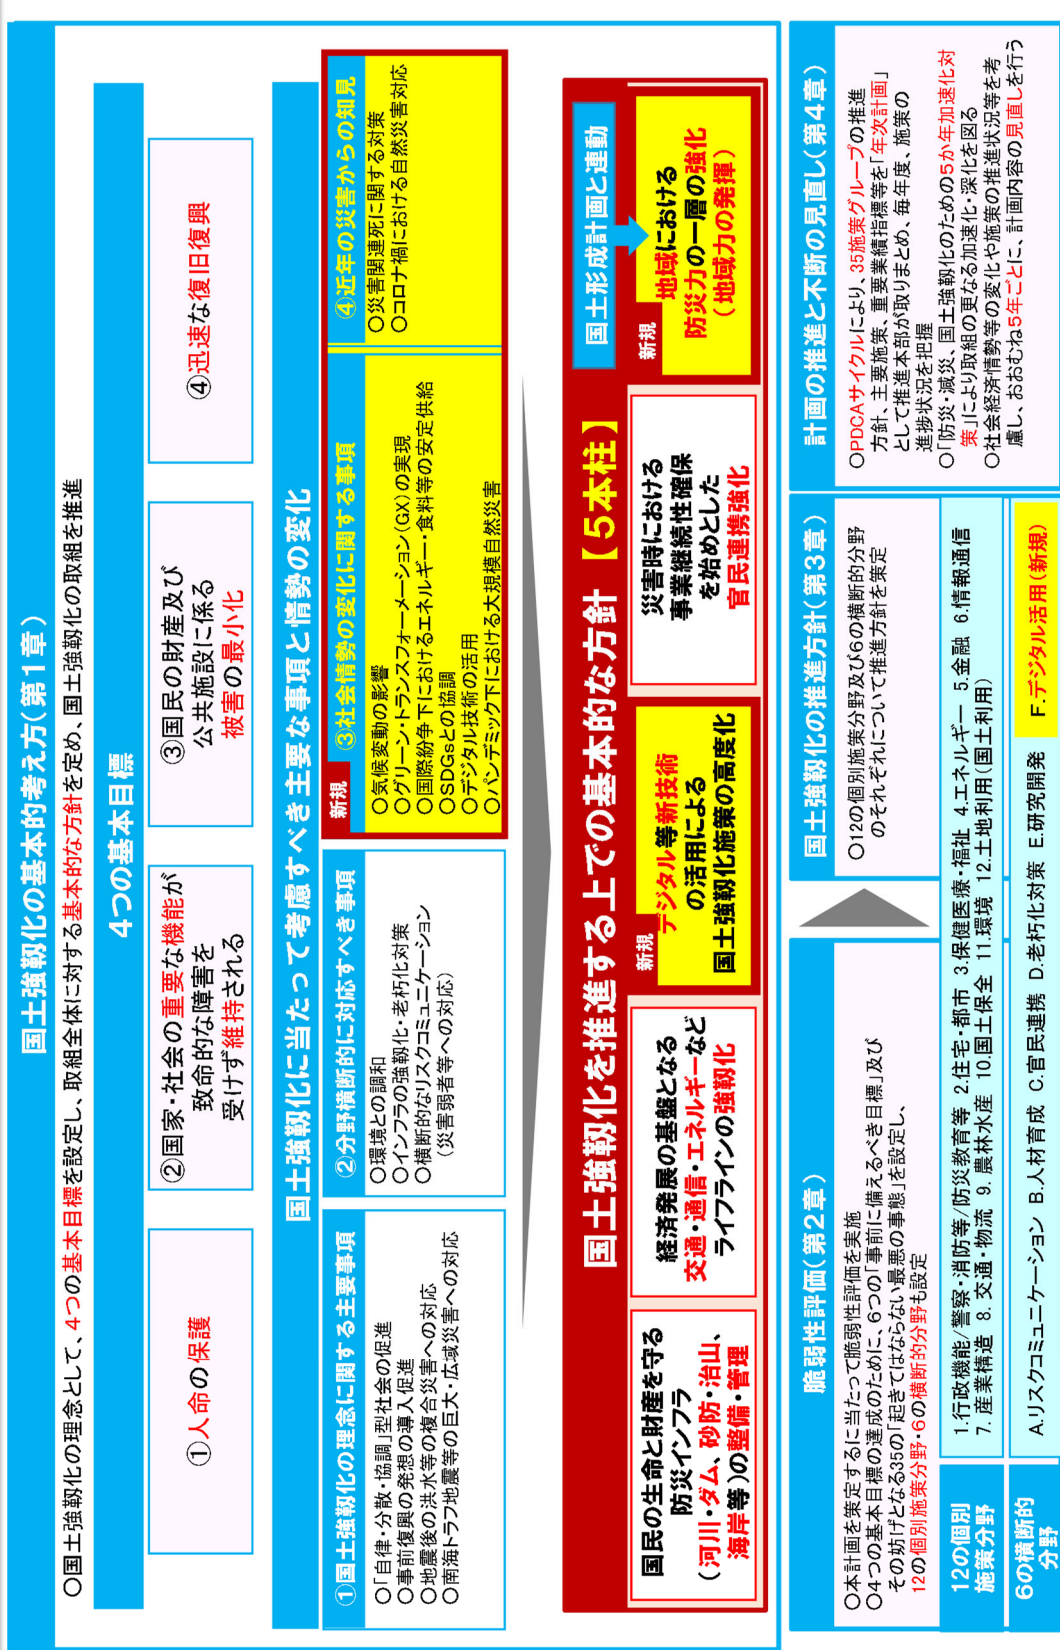 国土強靱化の基本的考え方(第1章)
○国土強靱化の理念として、4つの基本目標を設定し、取組全体に対する基本的な方針を定め、国土強靱化の取組を推進
4つの基本目標
①人命の保護
②国家・社会の重要な機能が
致命的な障害を
受けず維持される
③国民の財産及び
公共施設に係る
被害の最小化
④迅速な復旧復興
国土強靱化に当たって考慮すべき主要な事項と情勢の変化
①国土強靱化の理念に関する主要事項
○「自律・分散・協調」型社会の促進
○事前復興の発想の導入促進
○地震後の洪水等の複合災害への対応
○南海トラフ地震等の巨大・広域災害への対応
②分野横断的に対応すべき事項
○環境との調和
○インフラの強靱化・老朽化対策
○横断的なリスクコミュニケーション
(災害弱者等への対応)
新規
③社会情勢の変化に関する事項
○気候変動の影響
○グリーン・トランスフォーメーション(GX)の実現
○国際紛争下におけるエネルギー・食料等の安定供給
○SDGsとの協調
○デジタル技術の活用
○パンデミック下における大規模自然災害
④近年の災害からの知見
○災害関連死に関する対策
○コロナ禍における自然災害対応
国土強靱化を推進する上での基本的な方針 【5本柱】
国民の生命と財産を守る
防災インフラ
(河川・ダム、砂防・治山、
海岸等)の整備・管理
経済発展の基盤となる
交通・通信・エネルギーなど
ライフラインの強靱化
新規
デジタル等新技術
の活用による
国土強靱化施策の高度化
災害時における
事業継続性確保
を始めとした
官民連携強化
国土形成計画と連動
新規
地域における
防災力の一層の強化
(地域力の発揮)
脆弱性評価(第2章)
○本計画を策定するに当たって脆弱性評価を実施
○4つの基本目標の達成のために、6つの「事前に備えるべき目標」及び
その妨げとなる35の「起きてはならない最悪の事態」を設定し、
12の個別施策分野・6の横断的分野も設定
国土強靱化の推進方針(第3章)
○12の個別施策分野及び6の横断的分野
のそれぞれについて推進方針を策定
12の個別
施策分野
1.行政機能/警察・消防等/防災教育等 2.住宅・都市 3.保健医療・福祉 4.エネルギー 5.金融 6.情報通信
7. 産業構造 8. 交通・物流 9. 農林水産 10.国土保全 11.環境 12.土地利用(国土利用)
6の横断的
分野
A.リスクコミュニケーション B.人材育成 C.官民連携 D.老朽化対策 E.研究開発 F.デジタル活用(新規)
計画の推進と不断の見直し(第4章)
○PDCAサイクルにより、35施策グループの推進
方針、主要施策、重要業績指標等を「年次計画」
として推進本部が取りまとめ、毎年度、施策の
進捗状況を把握
○「防災・減災、国土強靱化のための5か年加速化対
策」により取組の更なる加速化・深化を図る
○社会経済情勢等の変化や施策の推進状況等を考
慮し、おおむね5年ごとに、計画内容の見直しを行う